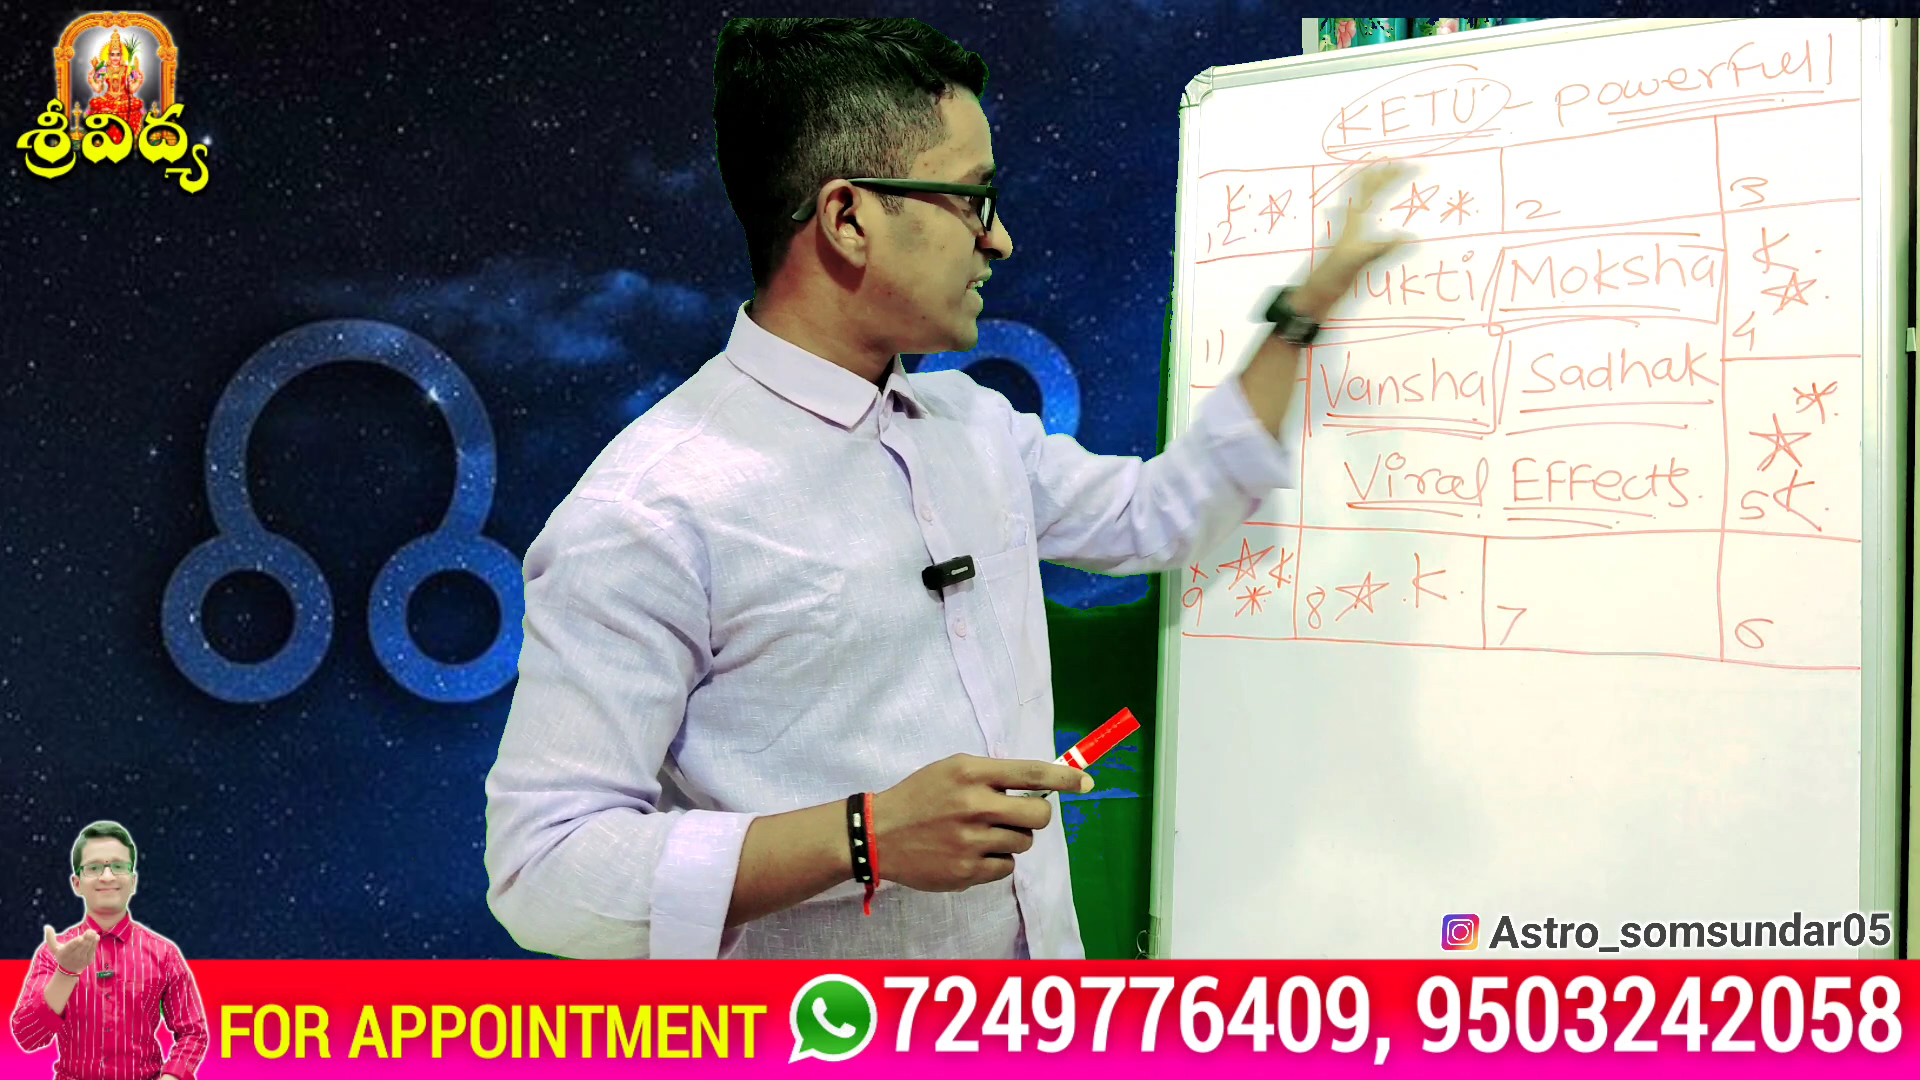 శ్రీవిద్య
KETU - powerfull
K.
12.
1
2
3
K.
4
Mukti / Moksha
11
Vansha / Sadhak
Viral Effects.
5 K.
x K
9
8 K.
7
6
Astro_somsundar05
FOR APPOINTMENT 7249776409, 9503242058